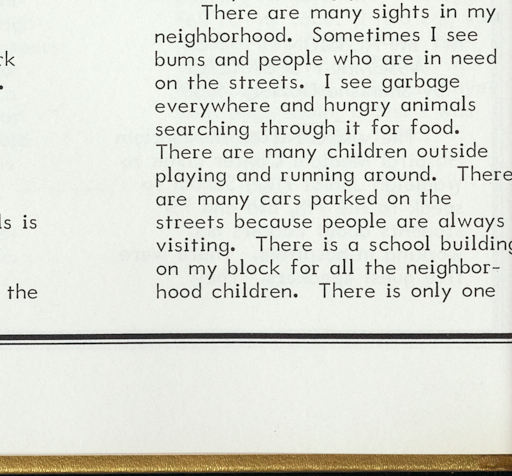 rk
.
ls is
the
There are many sights in my
neighborhood. Sometimes I see
bums and people who are in need
on the streets. I see garbage
everywhere and hungry animals
searching through it for food.
There are many children outside
playing and running around. There
are many cars parked on the
streets because people are always
visiting. There is a school building
on my block for all the neighbor-
hood children. There is only one